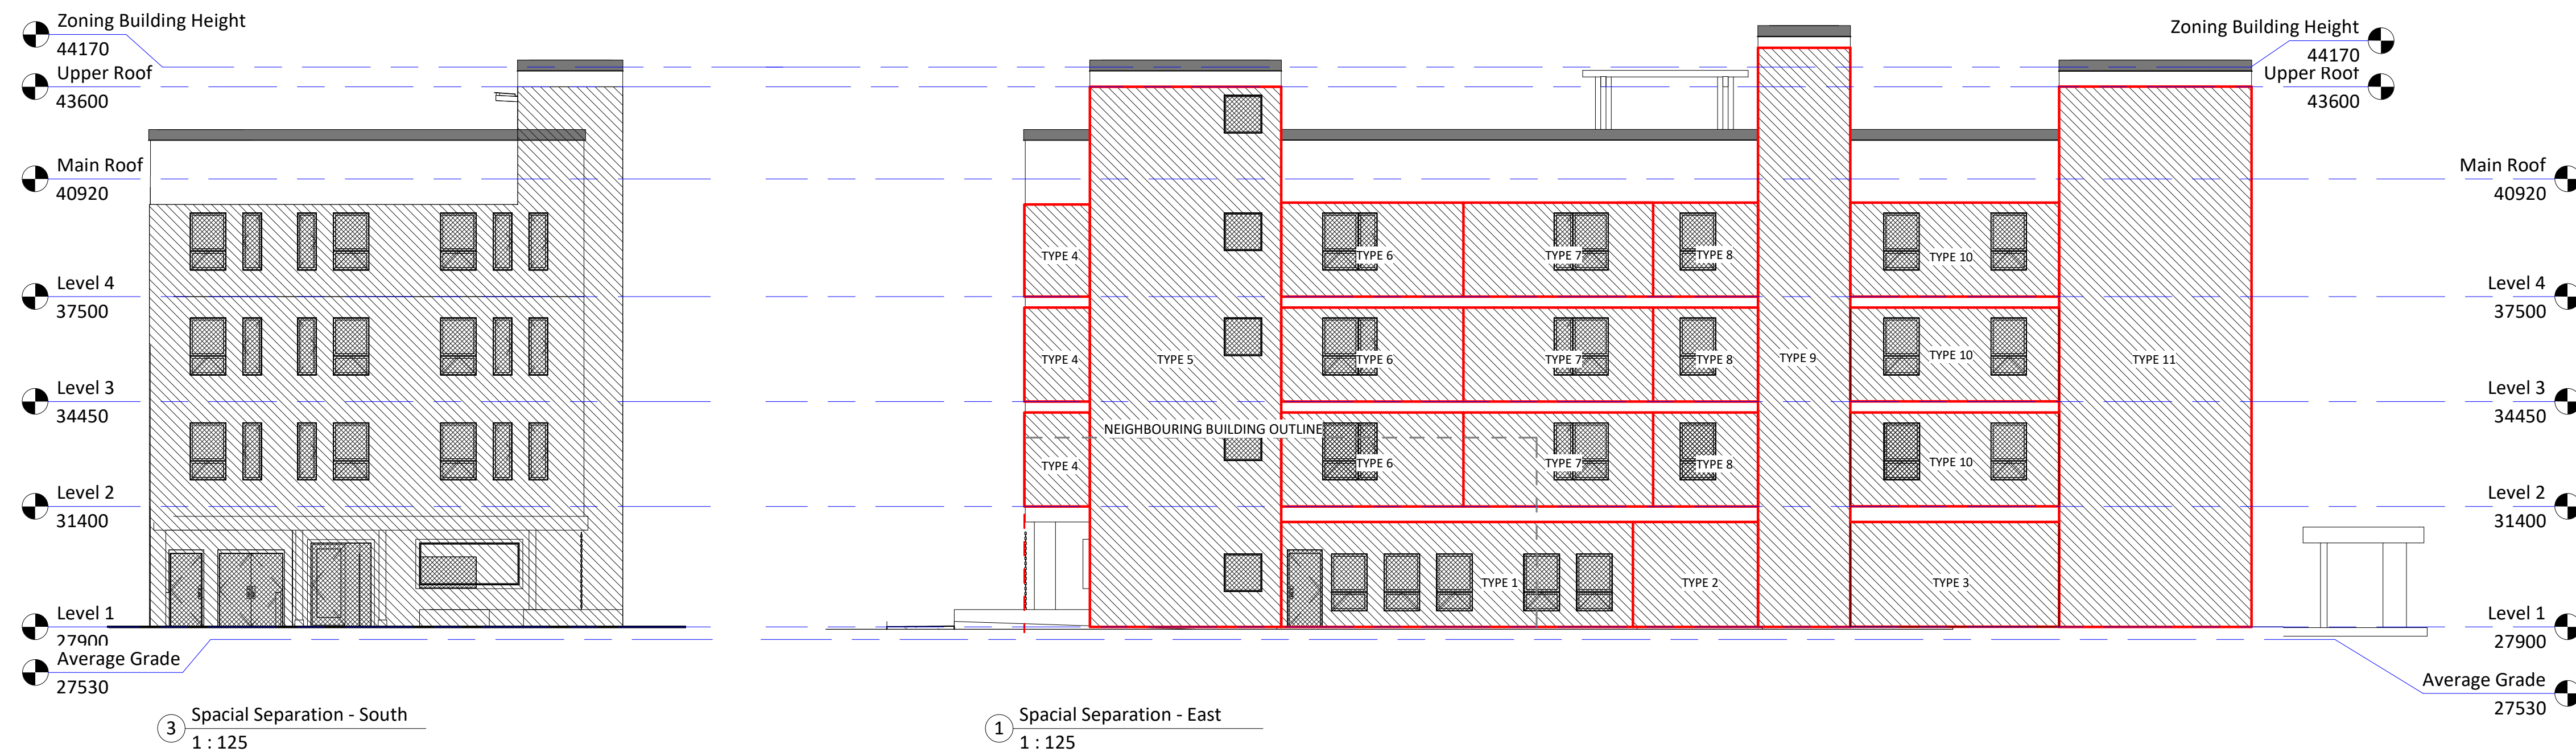 Zoning Building Height
44170
Upper Roof
43600
Main Roof
40920
Level 4
37500
Level 3
34450
Level 2
31400
Level 1
27900
Average Grade
27530
3 Spacial Separation - South
1 : 125
TYPE 4
TYPE 6
TYPE 7
TYPE 8
TYPE 10
TYPE 4
TYPE 5
TYPE 6
TYPE 7
TYPE 8
TYPE 9
TYPE 10
TYPE 11
NEIGHBOURING BUILDING OUTLINE
TYPE 4
TYPE 6
TYPE 7
TYPE 8
TYPE 10
TYPE 1
TYPE 2
TYPE 3
1 Spacial Separation - East
1 : 125
Zoning Building Height
44170
Upper Roof
43600
Main Roof
40920
Level 4
37500
Level 3
34450
Level 2
31400
Level 1
27900
Average Grade
27530